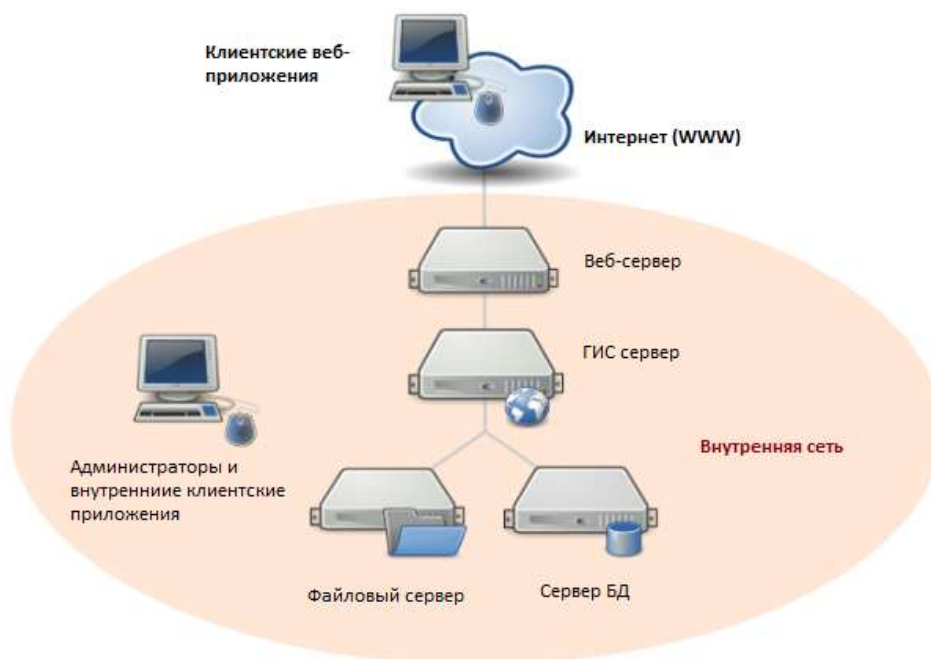 Клиентские веб-
приложения
Интернет (WWW)
Веб-сервер
ГИС сервер
Внутренняя сеть
Администраторы и
внутренниие клиентские
приложения
Файловый сервер
Сервер БД